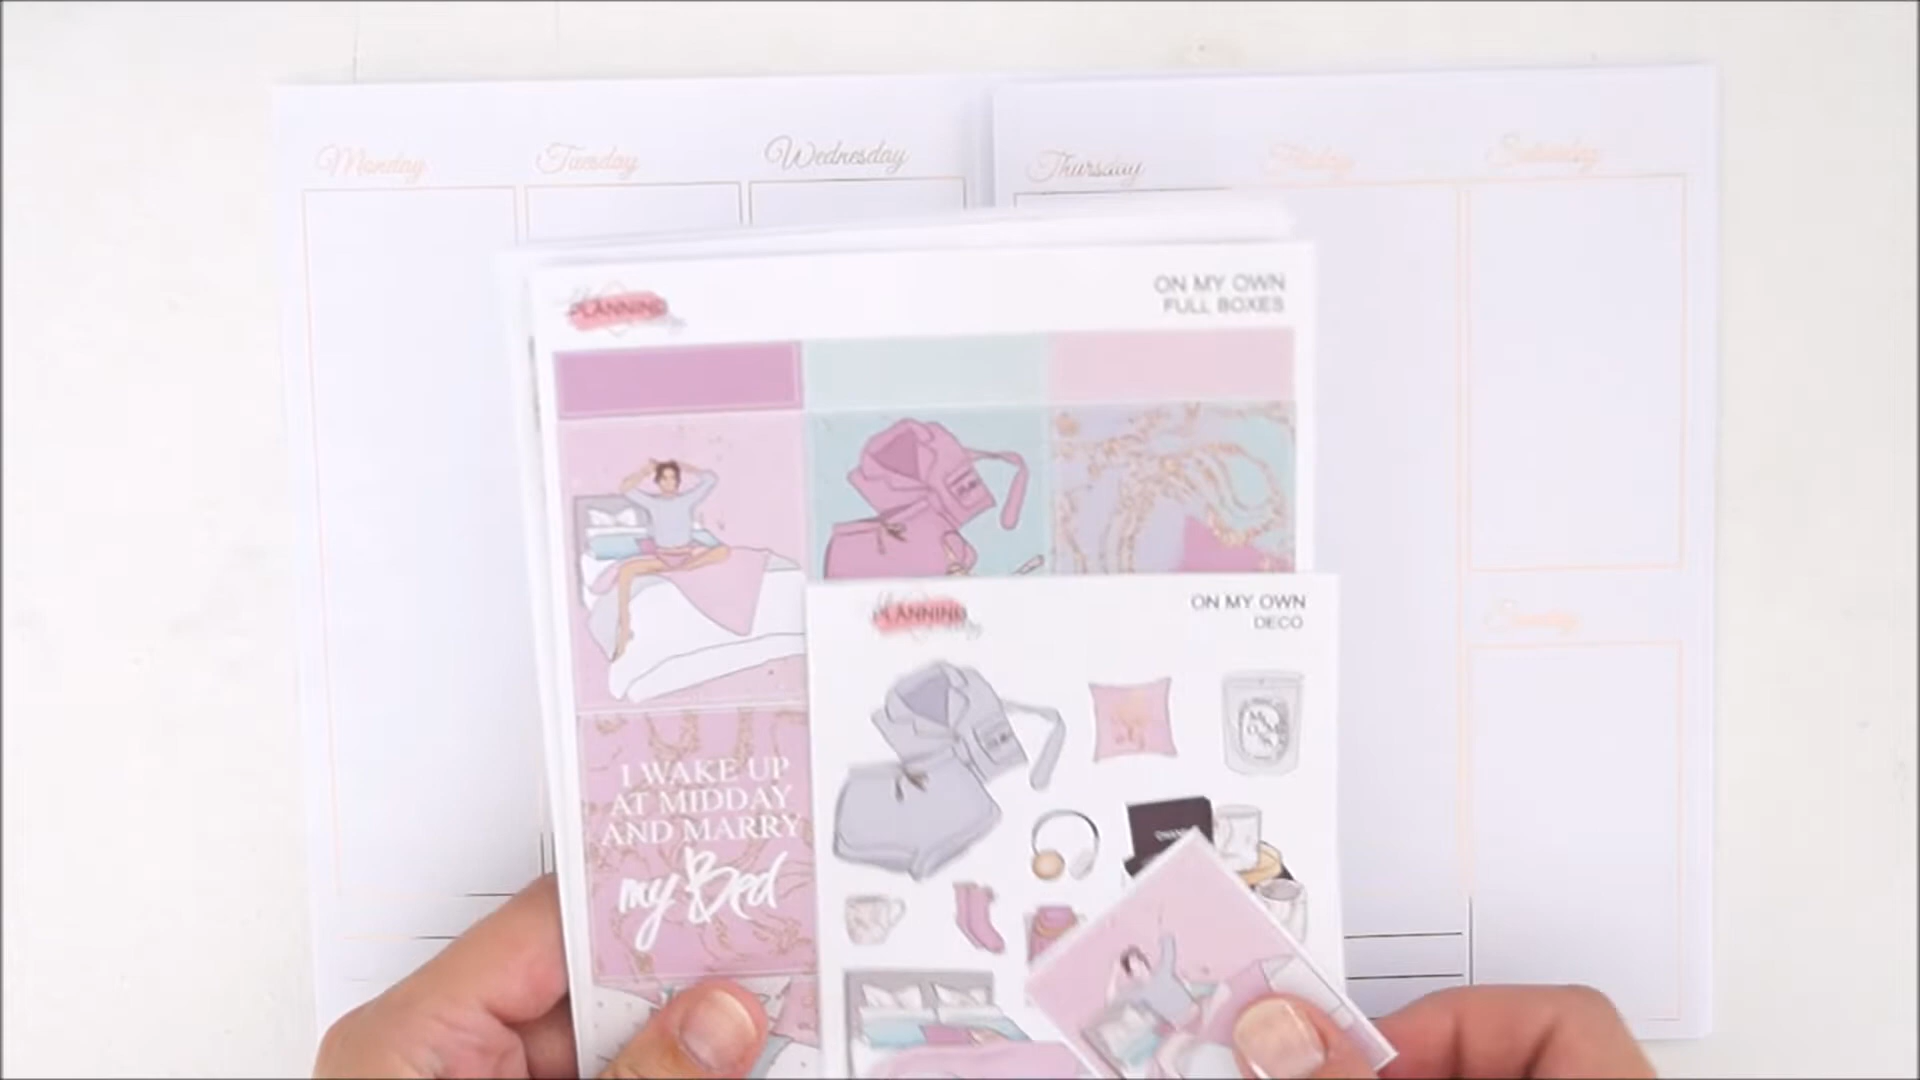 Monday
Tuesday
Wednesday
Thursday
Friday
Saturday
Sunday
PLANNING
ON MY OWN
FULL BOXES
I WAKE UP
AT MIDDAY
AND MARRY
my Bed
PLANNING
ON MY OWN
DECO